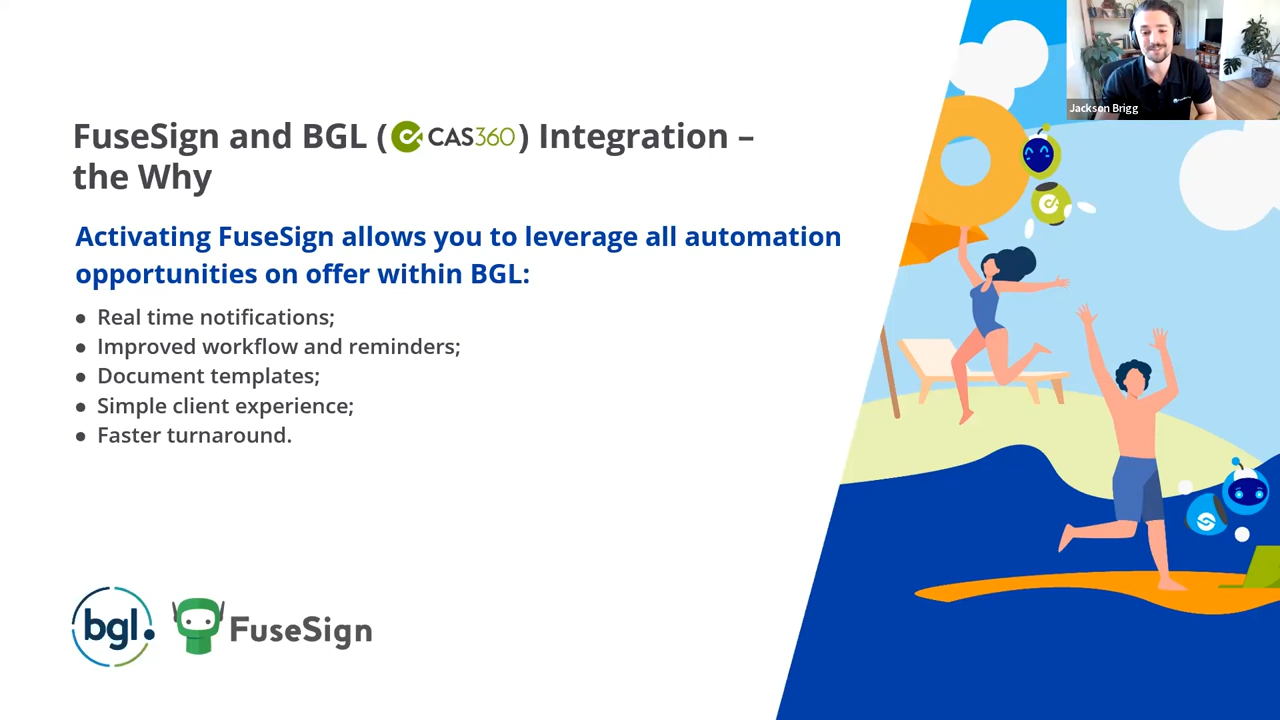 Jackson Brigg
FuseSign and BGL (CAS360) Integration –
the Why
Activating FuseSign allows you to leverage all automation
opportunities on offer within BGL:
● Real time notifications;
● Improved workflow and reminders;
● Document templates;
● Simple client experience;
● Faster turnaround.
bgl.
FuseSign